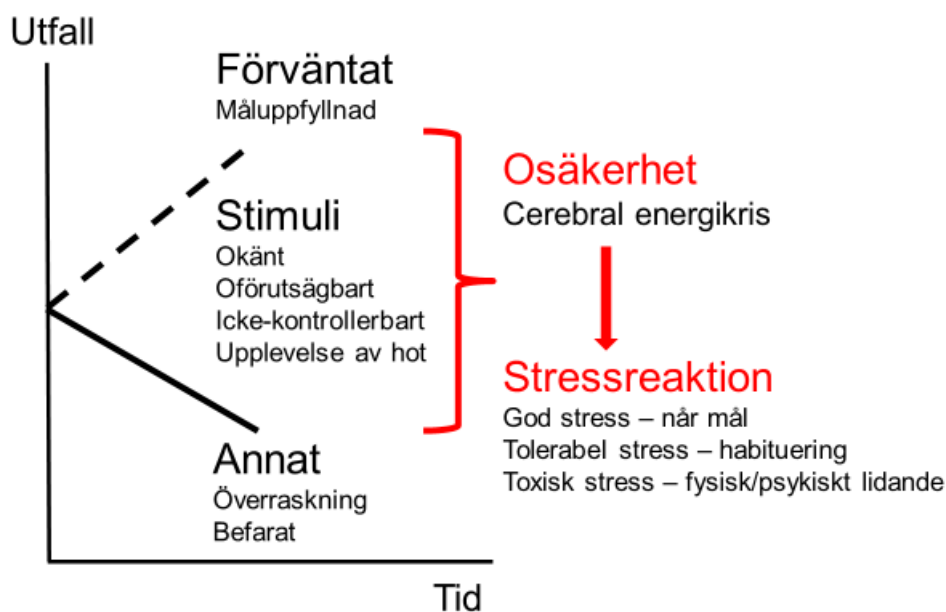 Utfall
Förväntat
Måluppfyllnad
Stimuli
Okänt
Oförutsägbart
Icke-kontrollerbart
Upplevelse av hot
Annat
Överraskning
Befarat
Tid
Osäkerhet
Cerebral energikris
Stressreaktion
God stress – når mål
Tolerabel stress – habituering
Toxisk stress – fysisk/psykiskt lidande